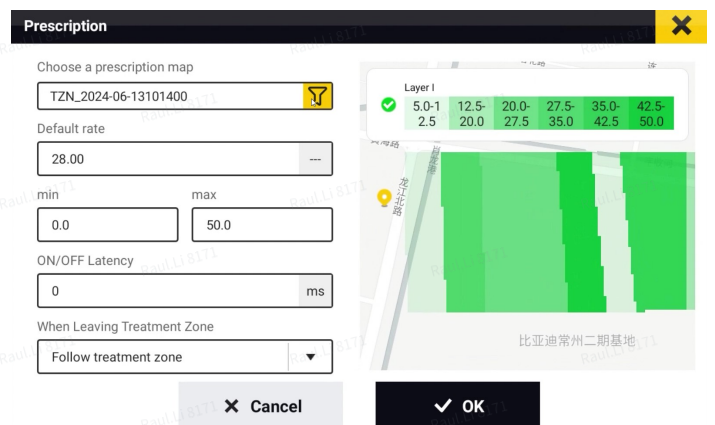 Prescription
Choose a prescription map
TZN_2024-06-13101400
Default rate
28.00
---
min
max
0.0
50.0
ON/OFF Latency
0
ms
When Leaving Treatment Zone
Follow treatment zone
Layer I
5.0-1
2.5
12.5-
20.0
20.0-
27.5
27.5-
35.0
35.0-
42.5
42.5-
50.0
龙江北路
比亚迪常州二期基地
Cancel
OK
RaulLi8171